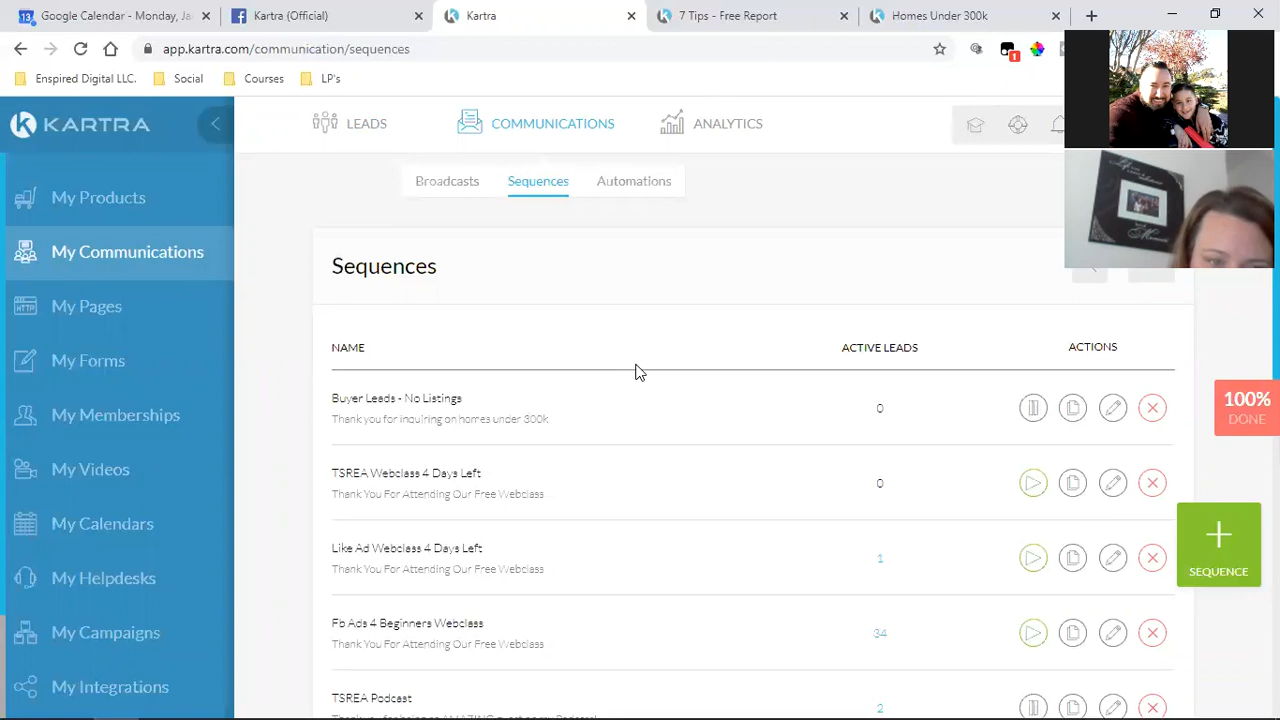 13
Google Calendar - Monday, J
×
Kartra (Official)
×
Kartra
×
7 Tips - Free Report
×
Homes Under 300k
×
app.kartra.com/communication/sequences
1
Enspired Digital LLC.
Social
Courses
LP's
KARTRA
LEADS
COMMUNICATIONS
ANALYTICS
Broadcasts
Sequences
Automations
My Products
My Communications
HTTP
My Pages
My Forms
My Memberships
My Videos
My Calendars
My Helpdesks
My Campaigns
My Integrations
Sequences
NAME
ACTIVE LEADS
ACTIONS
Buyer Leads - No Listings
Thank you for inquiring on homes under 300k
0
TSREA Webclass 4 Days Left
Thank You For Attending Our Free Webclass
0
Like Ad Webclass 4 Days Left
Thank You For Attending Our Free Webclass
1
Fb Ads 4 Beginners Webclass
Thank You For Attending Our Free Webclass
34
TSREA Podcast
2
100%
DONE
+
SEQUENCE